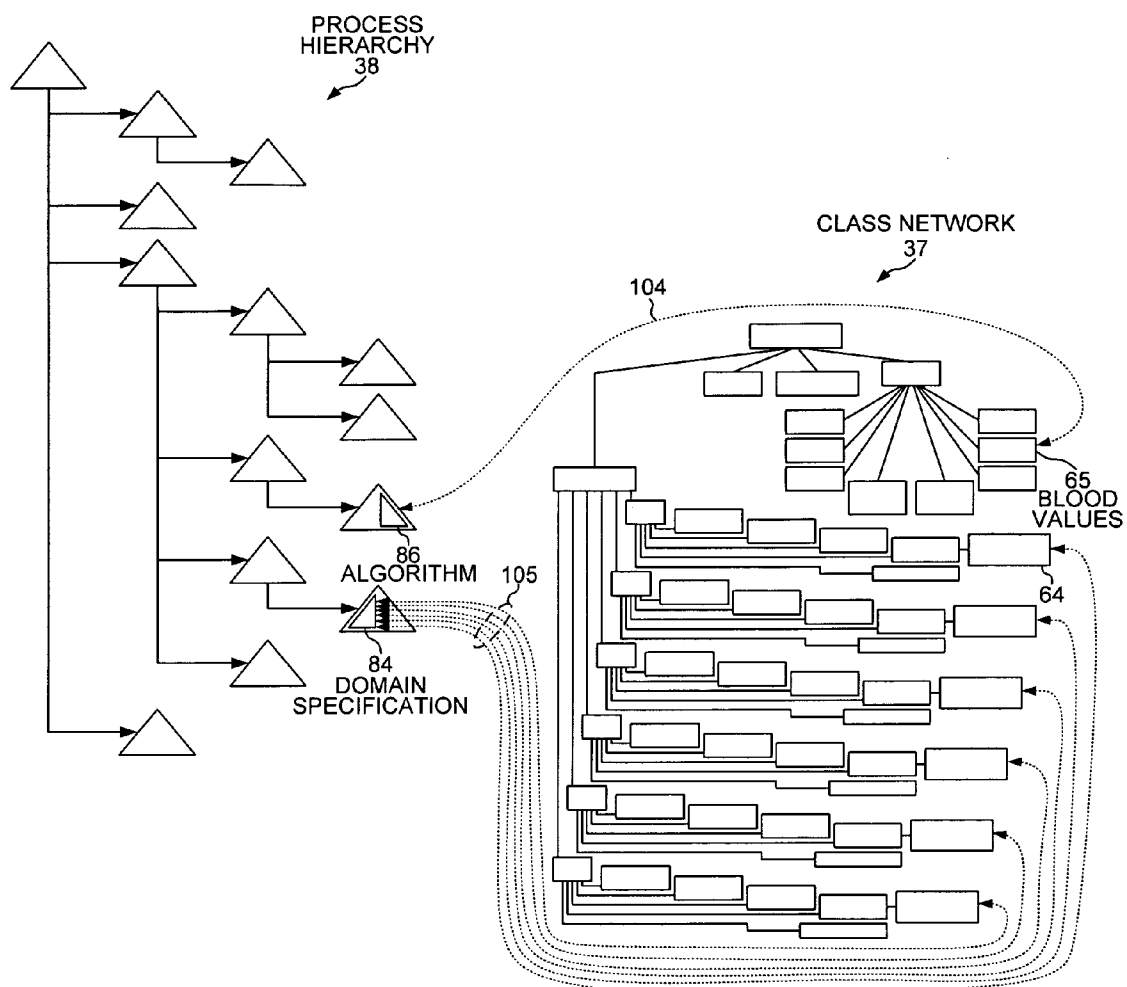 PROCESS
HIERARCHY
38
CLASS NETWORK
37
104
65
BLOOD
VALUES
86
ALGORITHM
105
64
84
DOMAIN
SPECIFICATION